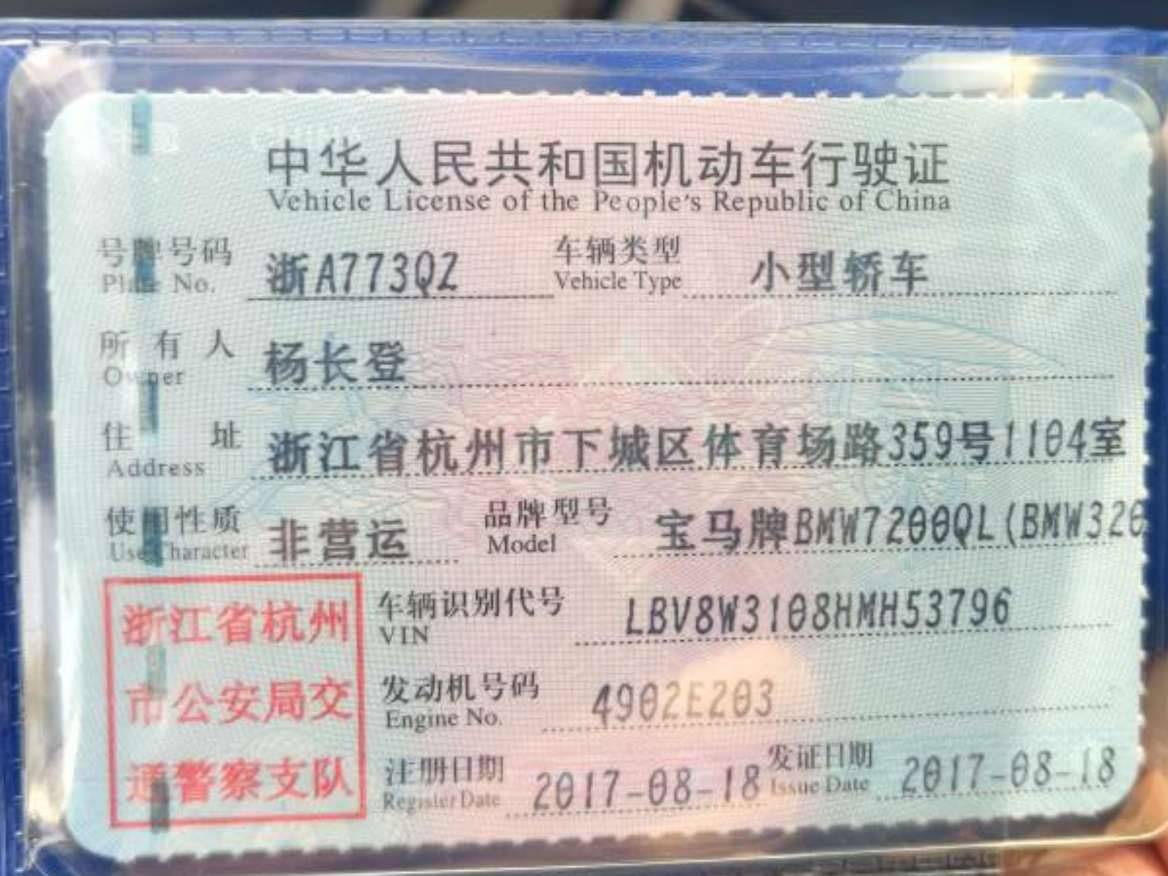 中华人民共和国机动车行驶证
Vehicle License of the People's Republic of China
号牌号码 浙A773QZ 车辆类型 小型轿车
Plate No. Vehicle Type
所有人 杨长登
Owner
住址 浙江省杭州市下城区体育场路359号1104室
Address
使用性质 非营运 品牌型号 宝马牌BMW7200QL(BMW320
Use Character Model
浙江省杭州
市公安局交
通警察支队
车辆识别代号 LBV8W3108HMH53796
VIN
发动机号码 4902E203
Engine No.
注册日期 2017-08-18 发证日期 2017-08-18
Register Date Issue Date